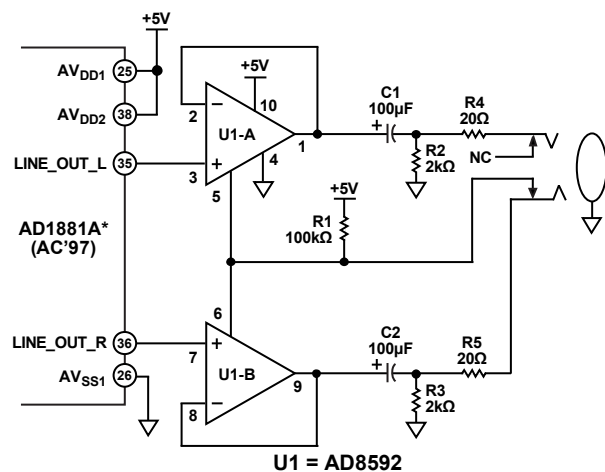 +5V
AVDD1
25
AVDD2
38
+5V
10
2
−
U1-A
1
4
LINE_OUT_L
35
3
+
5
C1
100µF
+
R4
20Ω
R2
2kΩ
NC
+5V
R1
100kΩ
AD1881A*
(AC'97)
6
LINE_OUT_R
36
7
+
U1-B
9
AVSS1
26
8
−
C2
100µF
+
R5
20Ω
R3
2kΩ
U1 = AD8592